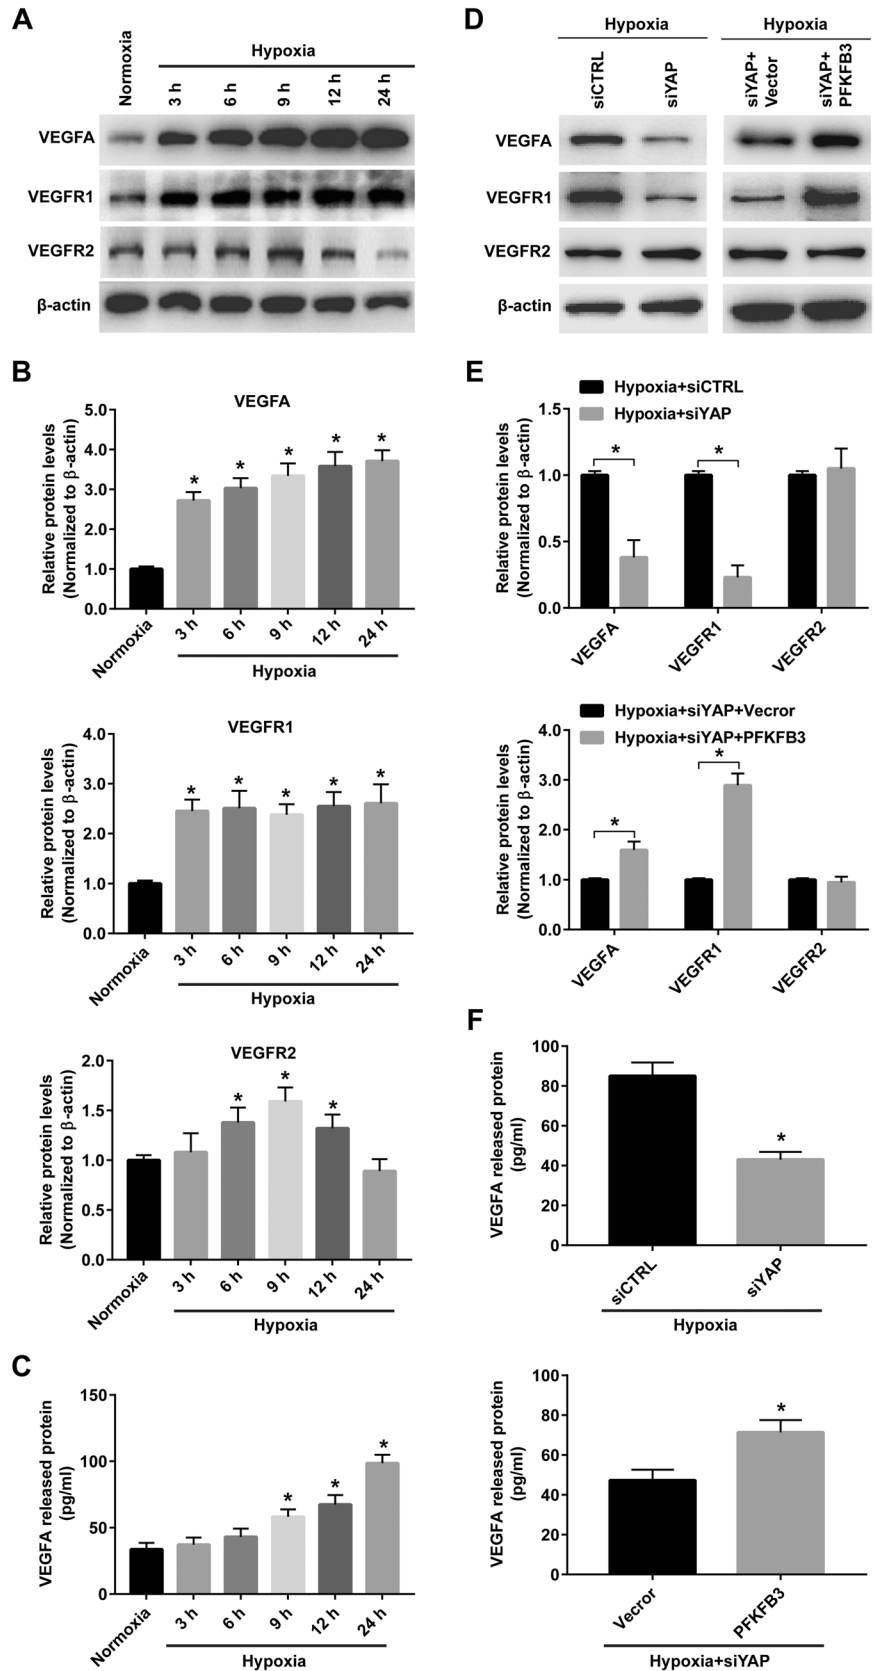 A
Hypoxia
Normoxia
3 h
6 h
9 h
12 h
24 h
VEGFA
VEGFR1
VEGFR2
β-actin
B
VEGFA
Relative protein levels
(Normalized to β-actin)
5.0
4.0
3.0
2.0
1.0
0.0
* * * * *
Normoxia
3 h
6 h
9 h
12 h
24 h
Hypoxia
VEGFR1
Relative protein levels
(Normalized to β-actin)
4.0
3.0
2.0
1.0
0.0
* * * * *
Normoxia
3 h
6 h
9 h
12 h
24 h
Hypoxia
VEGFR2
Relative protein levels
(Normalized to β-actin)
2.0
1.5
1.0
0.5
0.0
* * *
Normoxia
3 h
6 h
9 h
12 h
24 h
Hypoxia
C
VEGFA released protein
(pg/ml)
150
100
50
0
* * *
Normoxia
3 h
6 h
9 h
12 h
24 h
Hypoxia
D
Hypoxia
Hypoxia
siCTRL
siYAP
siYAP+
Vector
siYAP+
PFKFB3
VEGFA
VEGFR1
VEGFR2
β-actin
E
Hypoxia+siCTRL
Hypoxia+siYAP
Relative protein levels
(Normalized to β-actin)
1.5
1.0
0.5
0.0
* *
VEGFA
VEGFR1
VEGFR2
Hypoxia+siYAP+Vecror
Hypoxia+siYAP+PFKFB3
Relative protein levels
(Normalized to β-actin)
4.0
3.0
2.0
1.0
0.0
* *
VEGFA
VEGFR1
VEGFR2
F
VEGFA released protein
(pg/ml)
100
80
60
40
20
0
*
siCTRL
siYAP
Hypoxia
VEGFA released protein
(pg/ml)
100
80
60
40
20
0
*
Vecror
PFKFB3
Hypoxia+siYAP